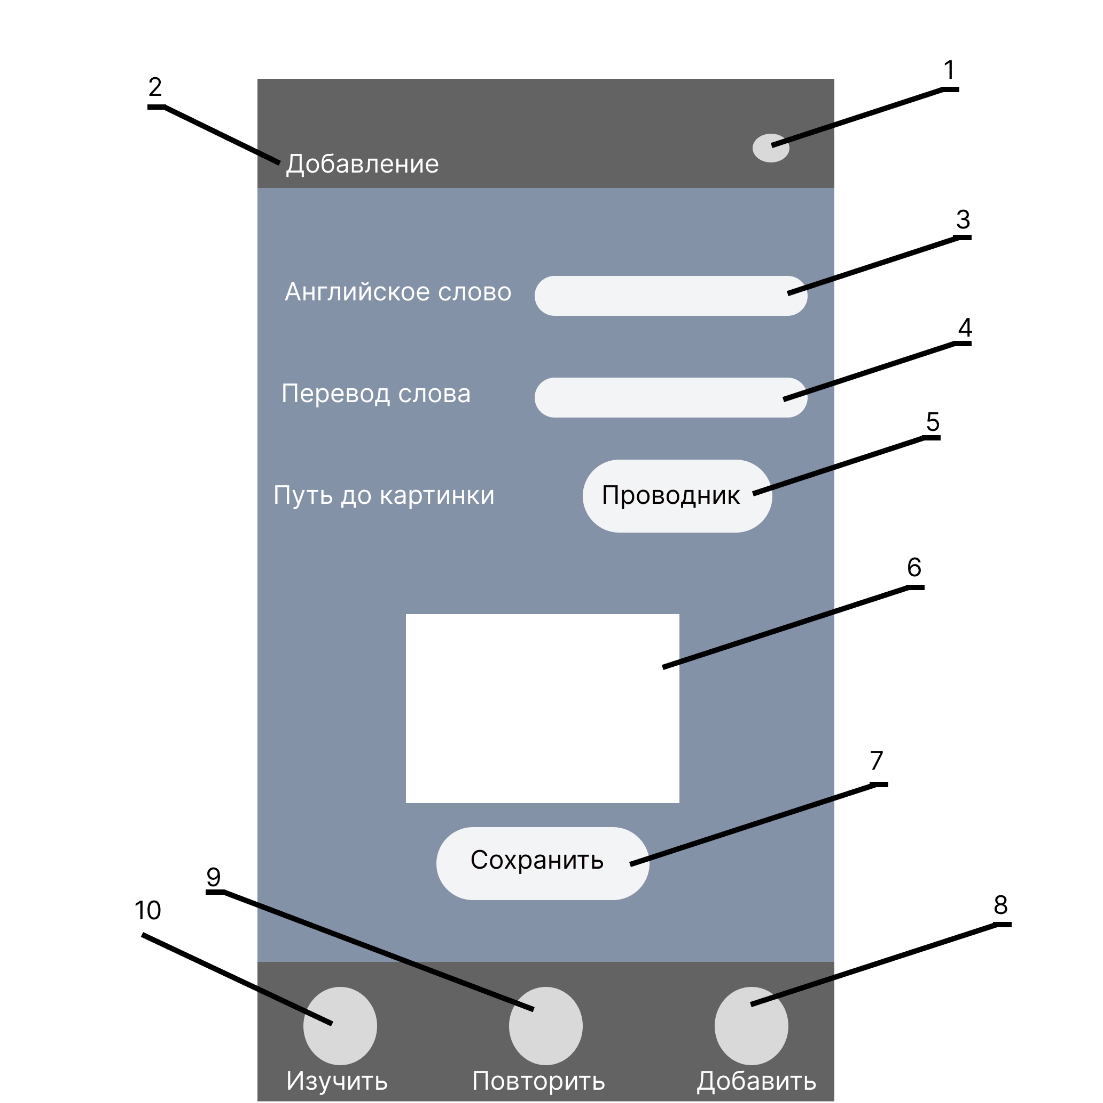 1
2
Добавление
3
Английское слово
4
Перевод слова
5
Путь до картинки
Проводник
6
7
Сохранить
9
10
8
Изучить
Повторить
Добавить